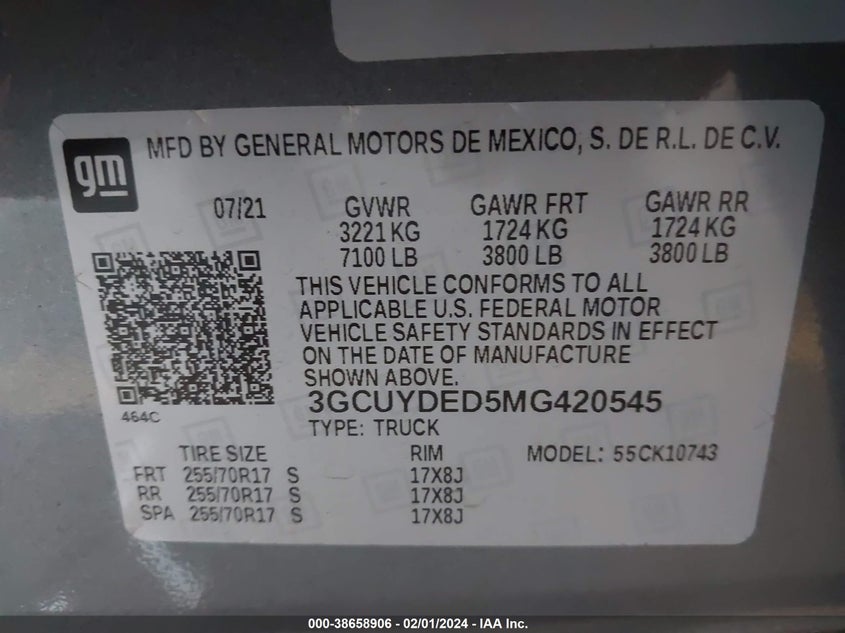 gm
MFD BY GENERAL MOTORS DE MEXICO, S. DE R.L. DE C.V.
07/21 GVWR GAWR FRT GAWR RR
3221 KG 1724 KG 1724 KG
7100 LB 3800 LB 3800 LB
THIS VEHICLE CONFORMS TO ALL
APPLICABLE U.S. FEDERAL MOTOR
VEHICLE SAFETY STANDARDS IN EFFECT
ON THE DATE OF MANUFACTURE
SHOWN ABOVE.
464C
3GCUYDED5MG420545
TYPE: TRUCK
TIRE SIZE RIM MODEL: 55CK10743
FRT 255/70R17 S 17X8J
RR 255/70R17 S 17X8J
SPA 255/70R17 S 17X8J
000-38658906 - 02/01/2024 - IAA Inc.